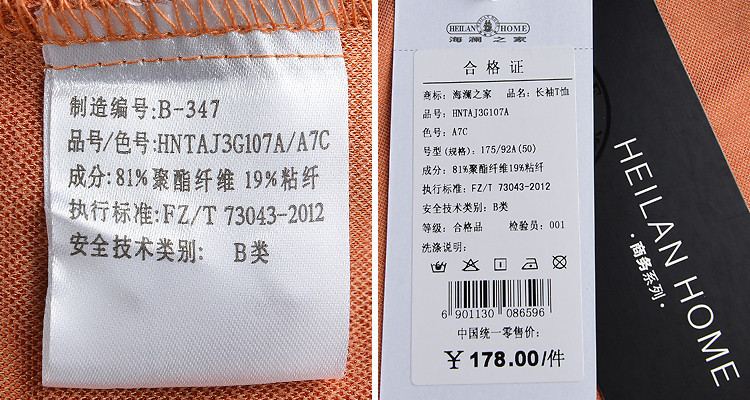 制造编号:B-347
品号/色号:HNTAJ3G107A/A7C
成分:81%聚酯纤维 19%粘纤
执行标准:FZ/T 73043-2012
安全技术类别: B类
HEILAN HOME
海澜之家
合格证
商标: 海澜之家 品名: 长袖T恤
品号: HNTAJ3G107A
色号: A7C
号型(规格): 175/92A(50)
成分: 81%聚酯纤维19%粘纤
执行标准: FZ/T 73043-2012
安全技术类别: B类
等级: 合格品 检验员: 001
洗涤说明:
6 901130 086596
中国统一零售价:
¥ 178.00/件
HEILAN HOME
·商务系列·